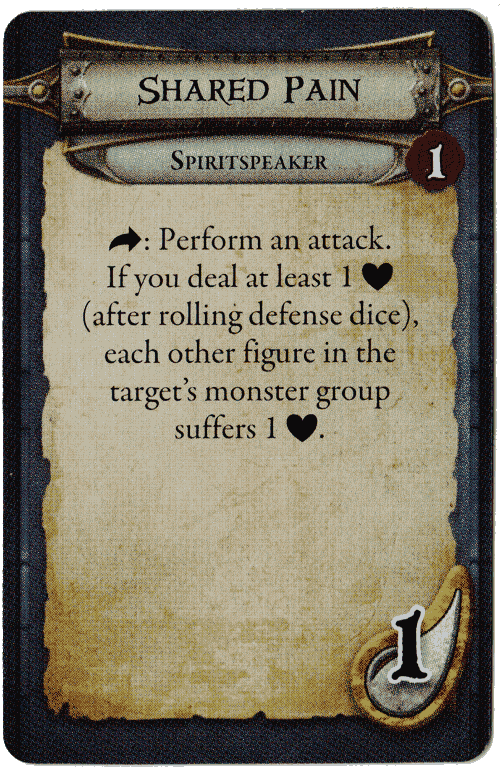 Shared Pain
Spiritspeaker
1
: Perform an attack.
If you deal at least 1 ♥
(after rolling defense dice),
each other figure in the
target's monster group
suffers 1 ♥.
1